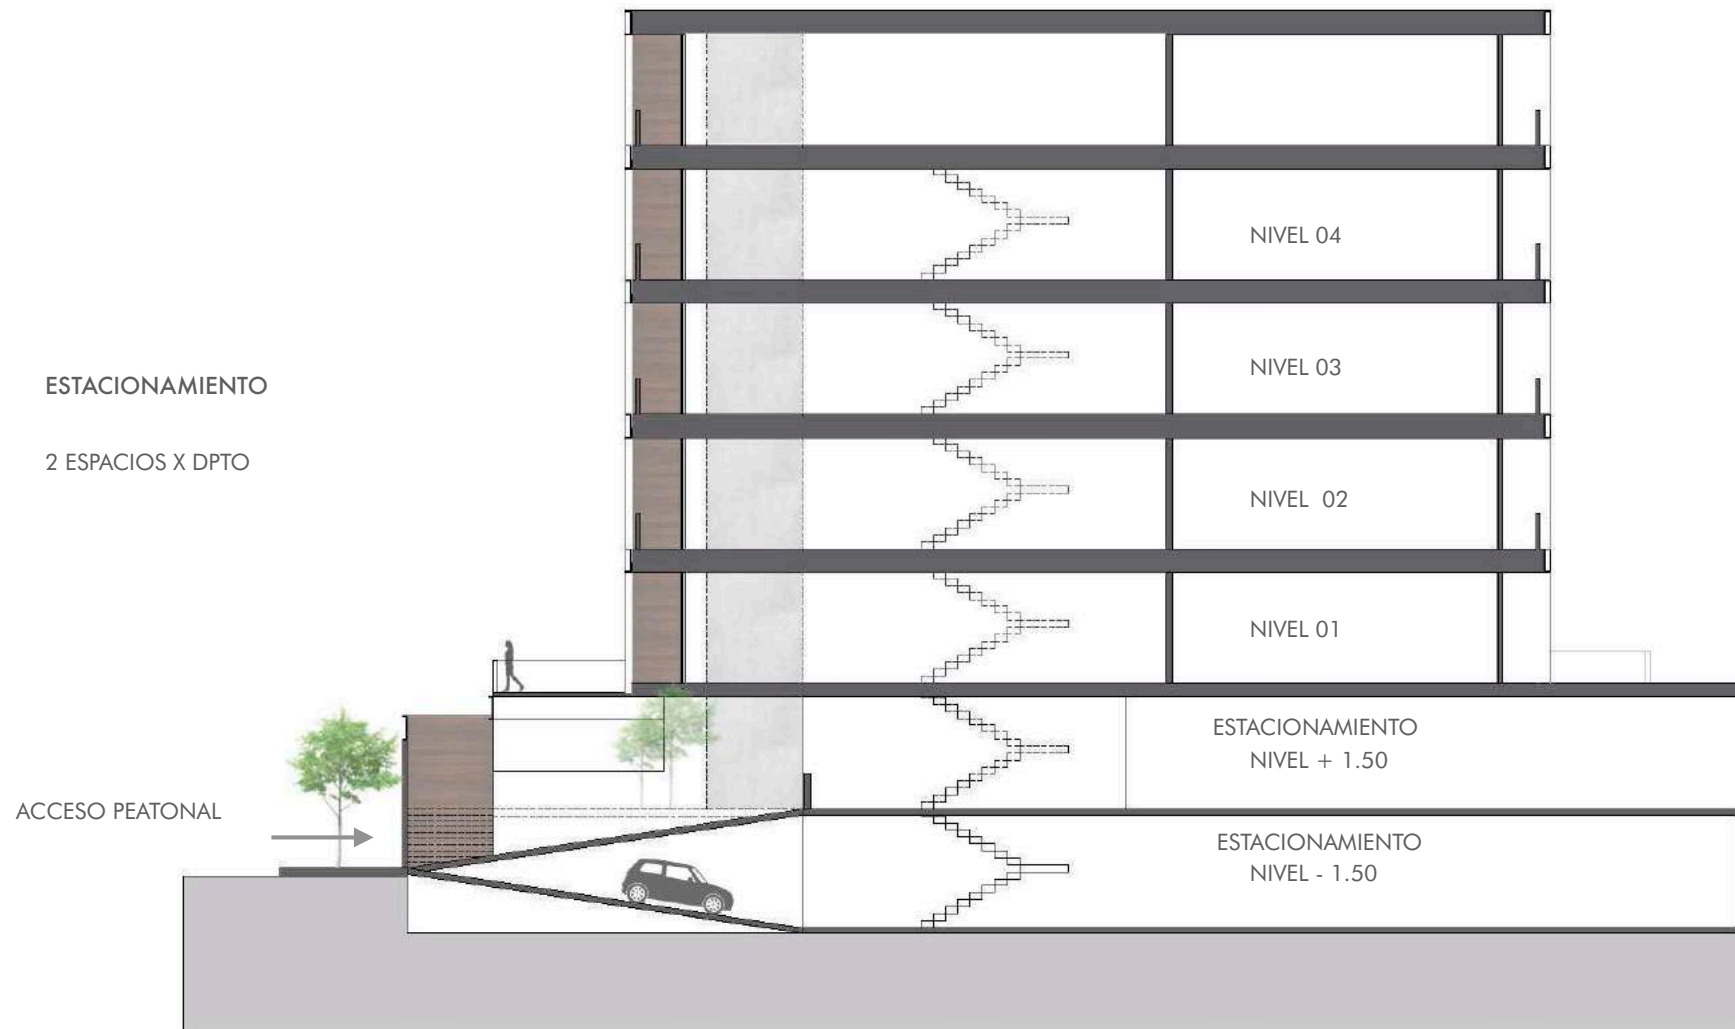 NIVEL 04
NIVEL 03
ESTACIONAMIENTO
2 ESPACIOS X DPTO
NIVEL 02
NIVEL 01
ESTACIONAMIENTO
NIVEL + 1.50
ACCESO PEATONAL
ESTACIONAMIENTO
NIVEL - 1.50